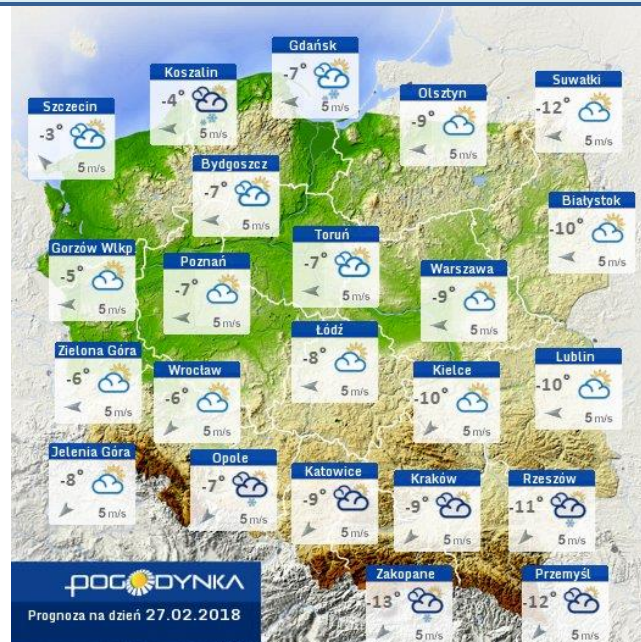 Gdańsk
-7°
5 m/s
Koszalin
-4°
5 m/s
Suwałki
-12°
5 m/s
Olsztyn
-9°
5 m/s
Szczecin
-3°
5 m/s
Bydgoszcz
-7°
5 m/s
Białystok
-10°
5 m/s
Toruń
-7°
5 m/s
Gorzów Wlkp
-5°
5 m/s
Poznań
-7°
5 m/s
Warszawa
-9°
5 m/s
Łódź
-8°
5 m/s
Zielona Góra
-6°
5 m/s
Wrocław
-6°
5 m/s
Kielce
-10°
5 m/s
Lublin
-10°
5 m/s
Jelenia Góra
-8°
5 m/s
Opole
-7°
5 m/s
Katowice
-9°
5 m/s
Kraków
-9°
5 m/s
Rzeszów
-11°
5 m/s
Zakopane
-13°
5 m/s
Przemyśl
-12°
5 m/s
POGODYNKA
Prognoza na dzień 27.02.2018